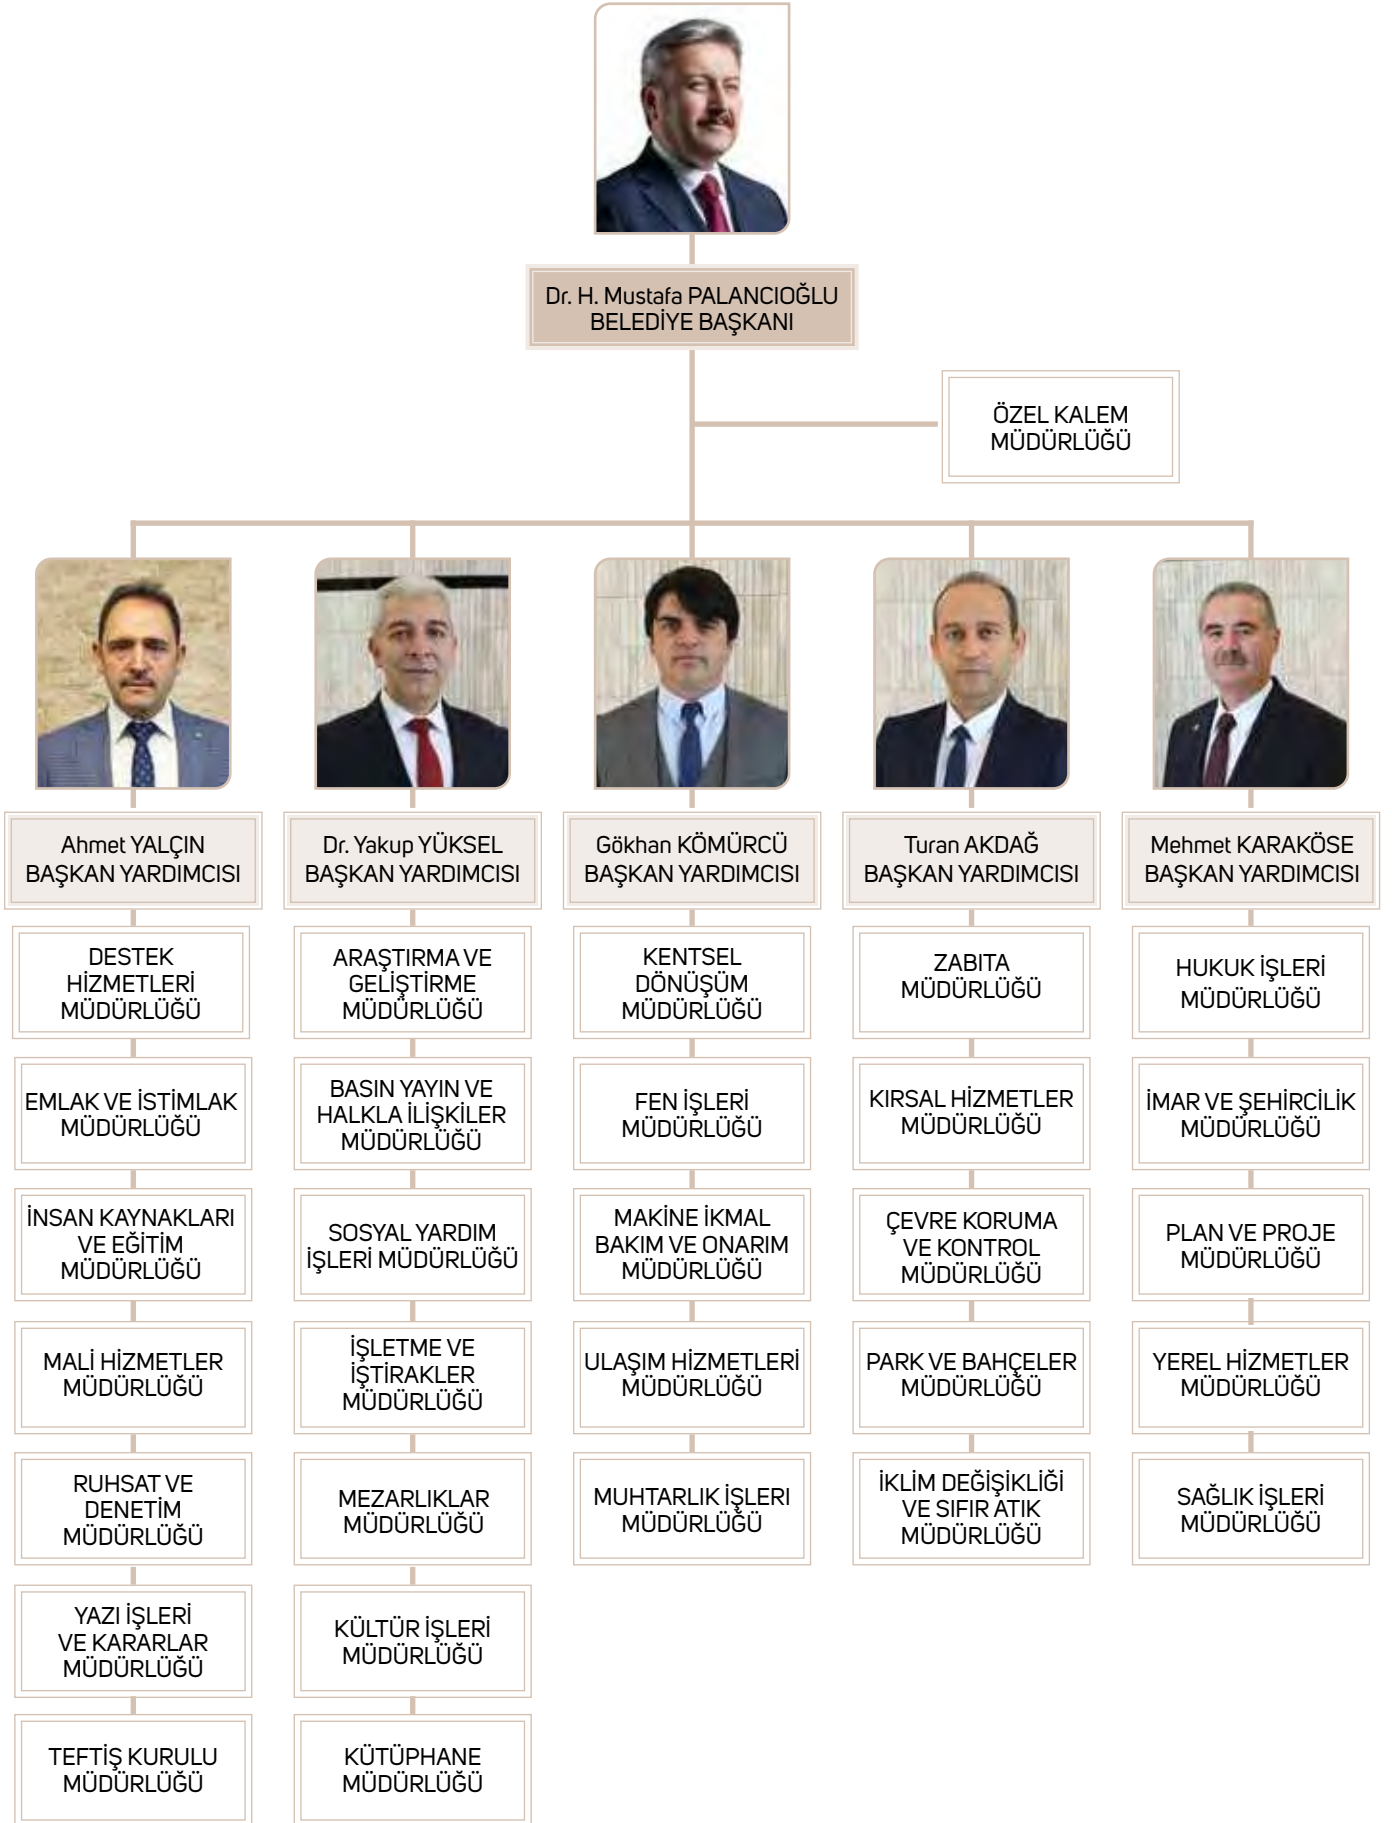 Dr. H. Mustafa PALANCIOĞLU
BELEDİYE BAŞKANI
ÖZEL KALEM
MÜDÜRLÜĞÜ
Ahmet YALÇIN
BAŞKAN YARDIMCISI
DESTEK
HİZMETLERİ
MÜDÜRLÜĞÜ
EMLAK VE İSTİMLAK
MÜDÜRLÜĞÜ
İNSAN KAYNAKLARI
VE EĞİTİM
MÜDÜRLÜĞÜ
MALİ HİZMETLER
MÜDÜRLÜĞÜ
RUHSAT VE
DENETİM
MÜDÜRLÜĞÜ
YAZI İŞLERİ
VE KARARLAR
MÜDÜRLÜĞÜ
TEFTİŞ KURULU
MÜDÜRLÜĞÜ
Dr. Yakup YÜKSEL
BAŞKAN YARDIMCISI
ARAŞTIRMA VE
GELİŞTİRME
MÜDÜRLÜĞÜ
BASIN YAYIN VE
HALKLA İLİŞKİLER
MÜDÜRLÜĞÜ
SOSYAL YARDIM
İŞLERİ MÜDÜRLÜĞÜ
İŞLETME VE
İŞTİRAKLER
MÜDÜRLÜĞÜ
MEZARLIKLAR
MÜDÜRLÜĞÜ
KÜLTÜR İŞLERİ
MÜDÜRLÜĞÜ
KÜTÜPHANE
MÜDÜRLÜĞÜ
Gökhan KÖMÜRCÜ
BAŞKAN YARDIMCISI
KENTSEL
DÖNÜŞÜM
MÜDÜRLÜĞÜ
FEN İŞLERİ
MÜDÜRLÜĞÜ
MAKİNE İKMAL
BAKIM VE ONARIM
MÜDÜRLÜĞÜ
ULAŞIM HİZMETLERİ
MÜDÜRLÜĞÜ
MUHTARLIK İŞLERI
MÜDÜRLÜĞÜ
Turan AKDAĞ
BAŞKAN YARDIMCISI
ZABITA
MÜDÜRLÜĞÜ
KIRSAL HİZMETLER
MÜDÜRLÜĞÜ
ÇEVRE KORUMA
VE KONTROL
MÜDÜRLÜĞÜ
PARK VE BAHÇELER
MÜDÜRLÜĞÜ
İKLİM DEĞİŞİKLİĞİ
VE SIFIR ATIK
MÜDÜRLÜĞÜ
Mehmet KARAKÖSE
BAŞKAN YARDIMCISI
HUKUK İŞLERİ
MÜDÜRLÜĞÜ
İMAR VE ŞEHİRCİLİK
MÜDÜRLÜĞÜ
PLAN VE PROJE
MÜDÜRLÜĞÜ
YEREL HİZMETLER
MÜDÜRLÜĞÜ
SAĞLIK İŞLERİ
MÜDÜRLÜĞÜ